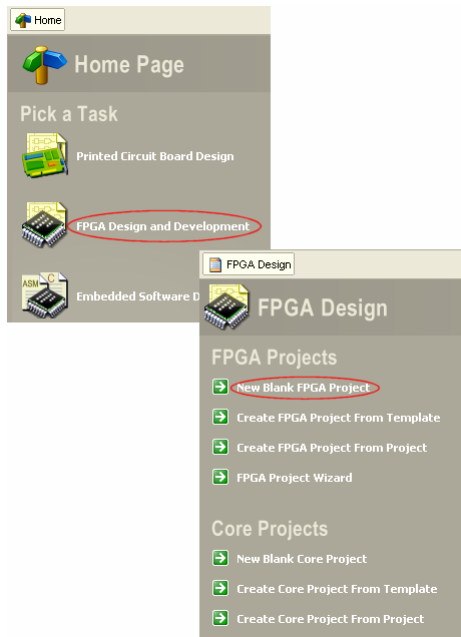 Home
Home Page
Pick a Task
Printed Circuit Board Design
FPGA Design and Development
ASM C
Embedded Software D
FPGA Design
FPGA Design
FPGA Projects
New Blank FPGA Project
Create FPGA Project From Template
Create FPGA Project From Project
FPGA Project Wizard
Core Projects
New Blank Core Project
Create Core Project From Template
Create Core Project From Project